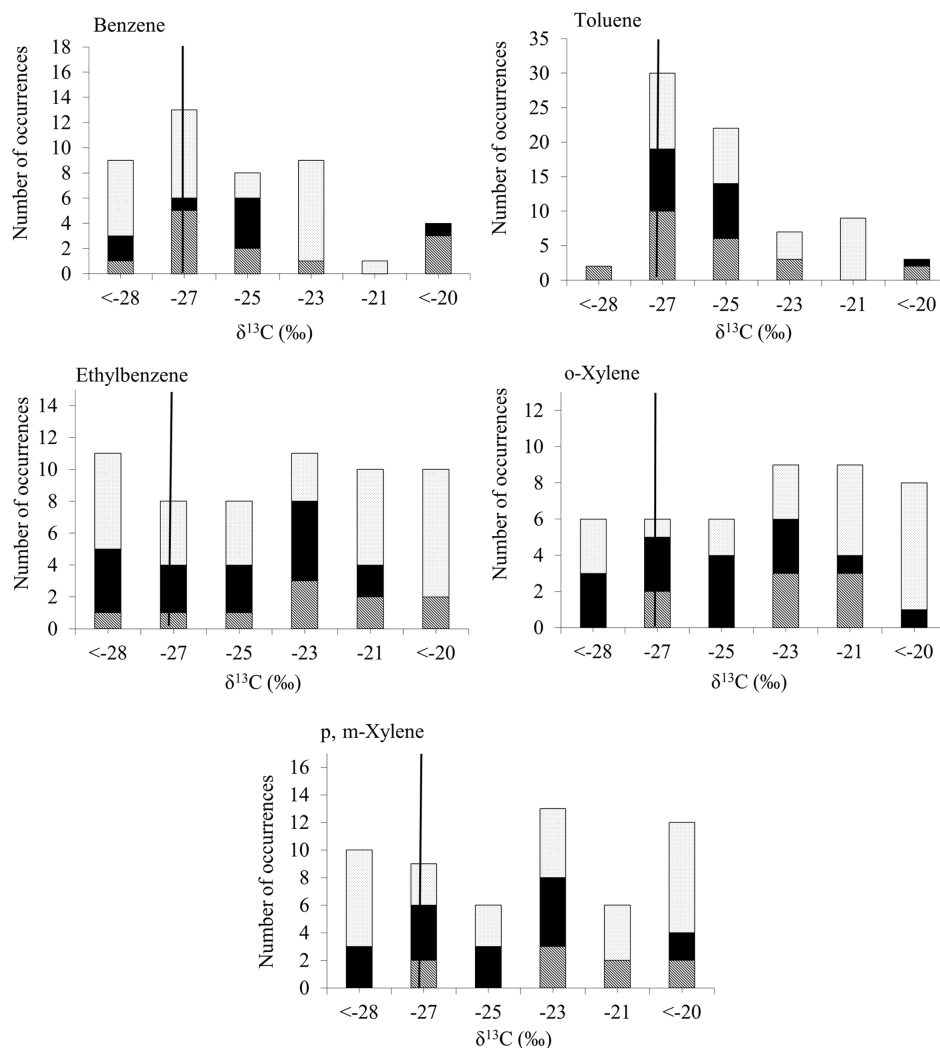 Benzene
Number of occurrences
18
16
14
12
10
8
6
4
2
0
<-28 -27 -25 -23 -21 <-20
δ¹³C (‰)
Toluene
Number of occurrences
35
30
25
20
15
10
5
0
<-28 -27 -25 -23 -21 <-20
δ¹³C (‰)
Ethylbenzene
Number of occurrences
14
12
10
8
6
4
2
0
<-28 -27 -25 -23 -21 <-20
δ¹³C (‰)
o-Xylene
Number of occurrences
12
10
8
6
4
2
0
<-28 -27 -25 -23 -21 <-20
δ¹³C (‰)
p, m-Xylene
Number of occurrences
16
14
12
10
8
6
4
2
0
<-28 -27 -25 -23 -21 <-20
δ¹³C (‰)